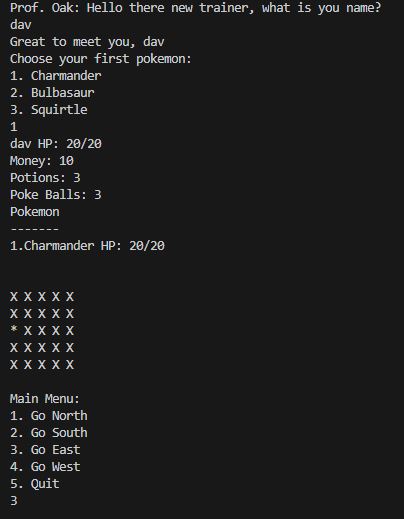 Prof. Oak: Hello there new trainer, what is you name?
dav
Great to meet you, dav
Choose your first pokemon:
1. Charmander
2. Bulbasaur
3. Squirtle
1
dav HP: 20/20
Money: 10
Potions: 3
Poke Balls: 3
Pokemon
-------
1.Charmander HP: 20/20
X X X X X
X X X X X
* X X X X
X X X X X
X X X X X
Main Menu:
1. Go North
2. Go South
3. Go East
4. Go West
5. Quit
3